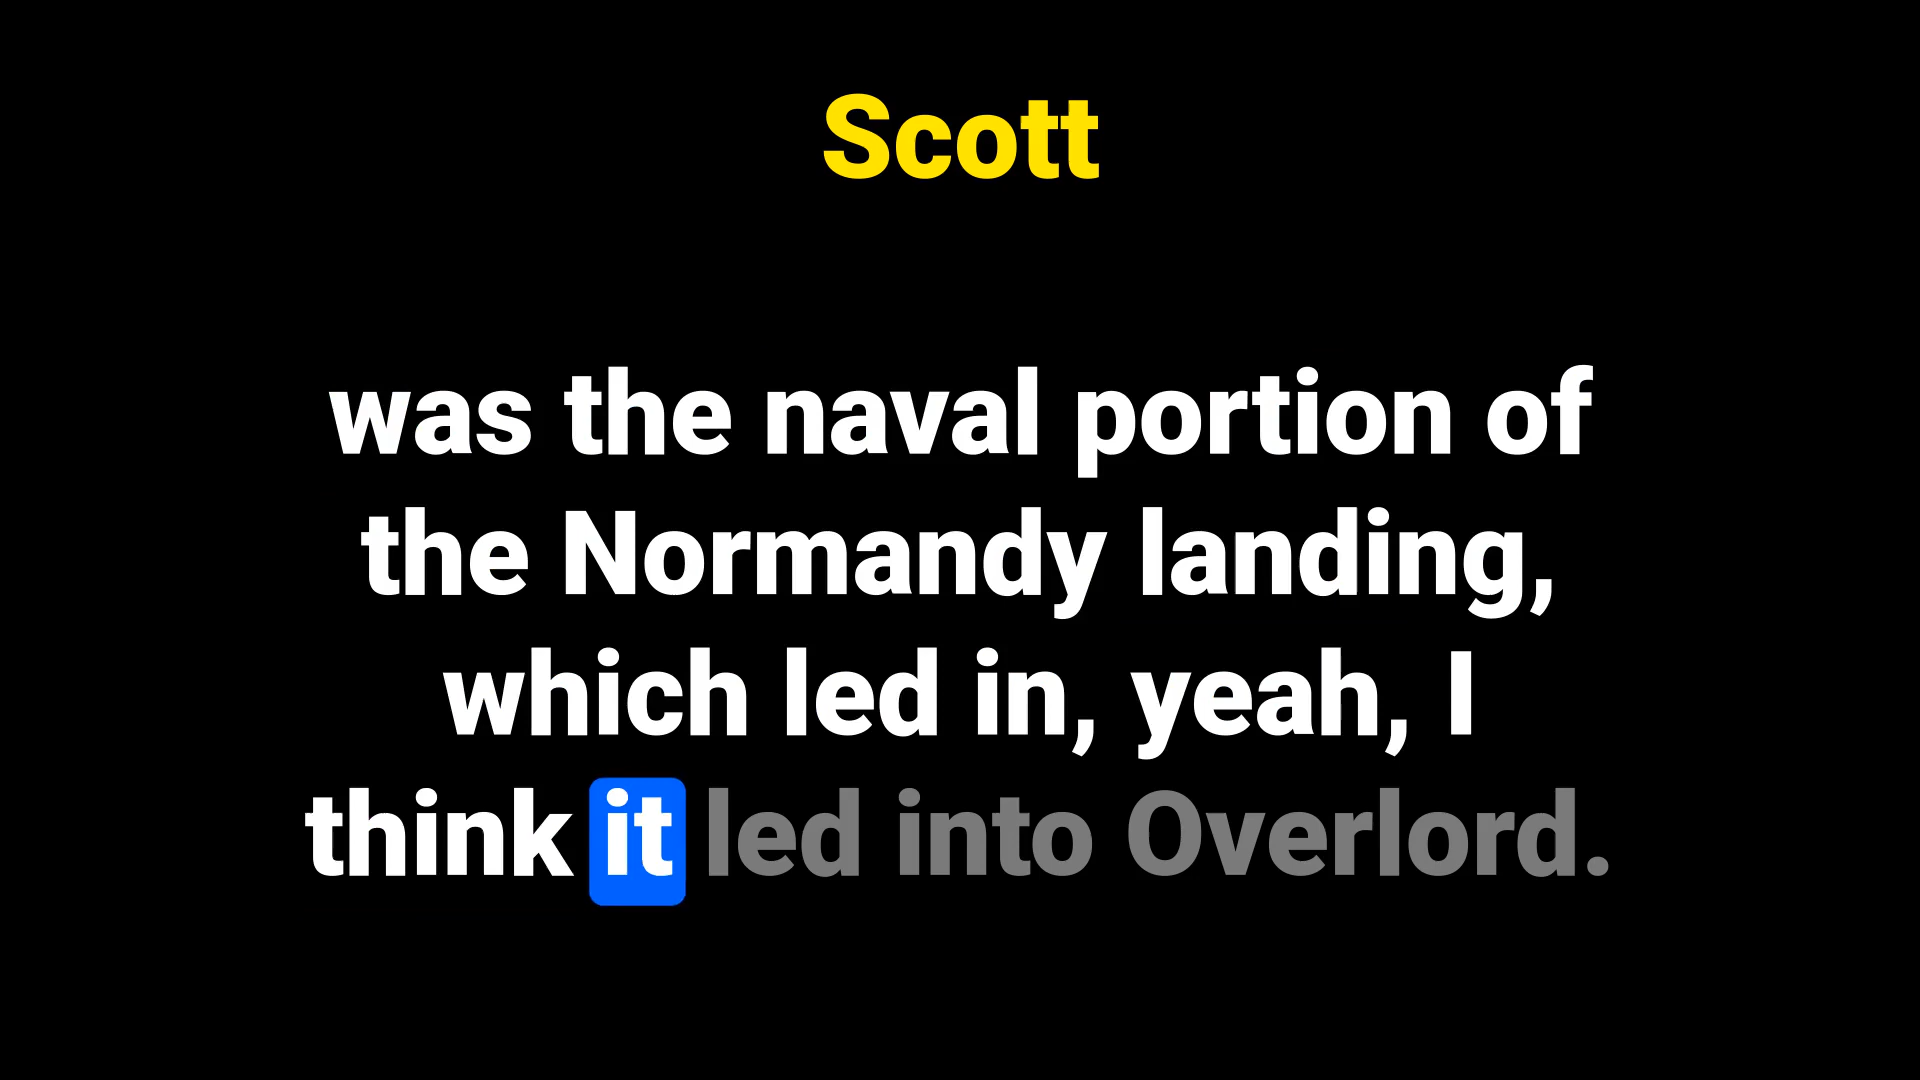 Scott
was the naval portion of
the Normandy landing,
which led in, yeah, I
think it led into Overlord.